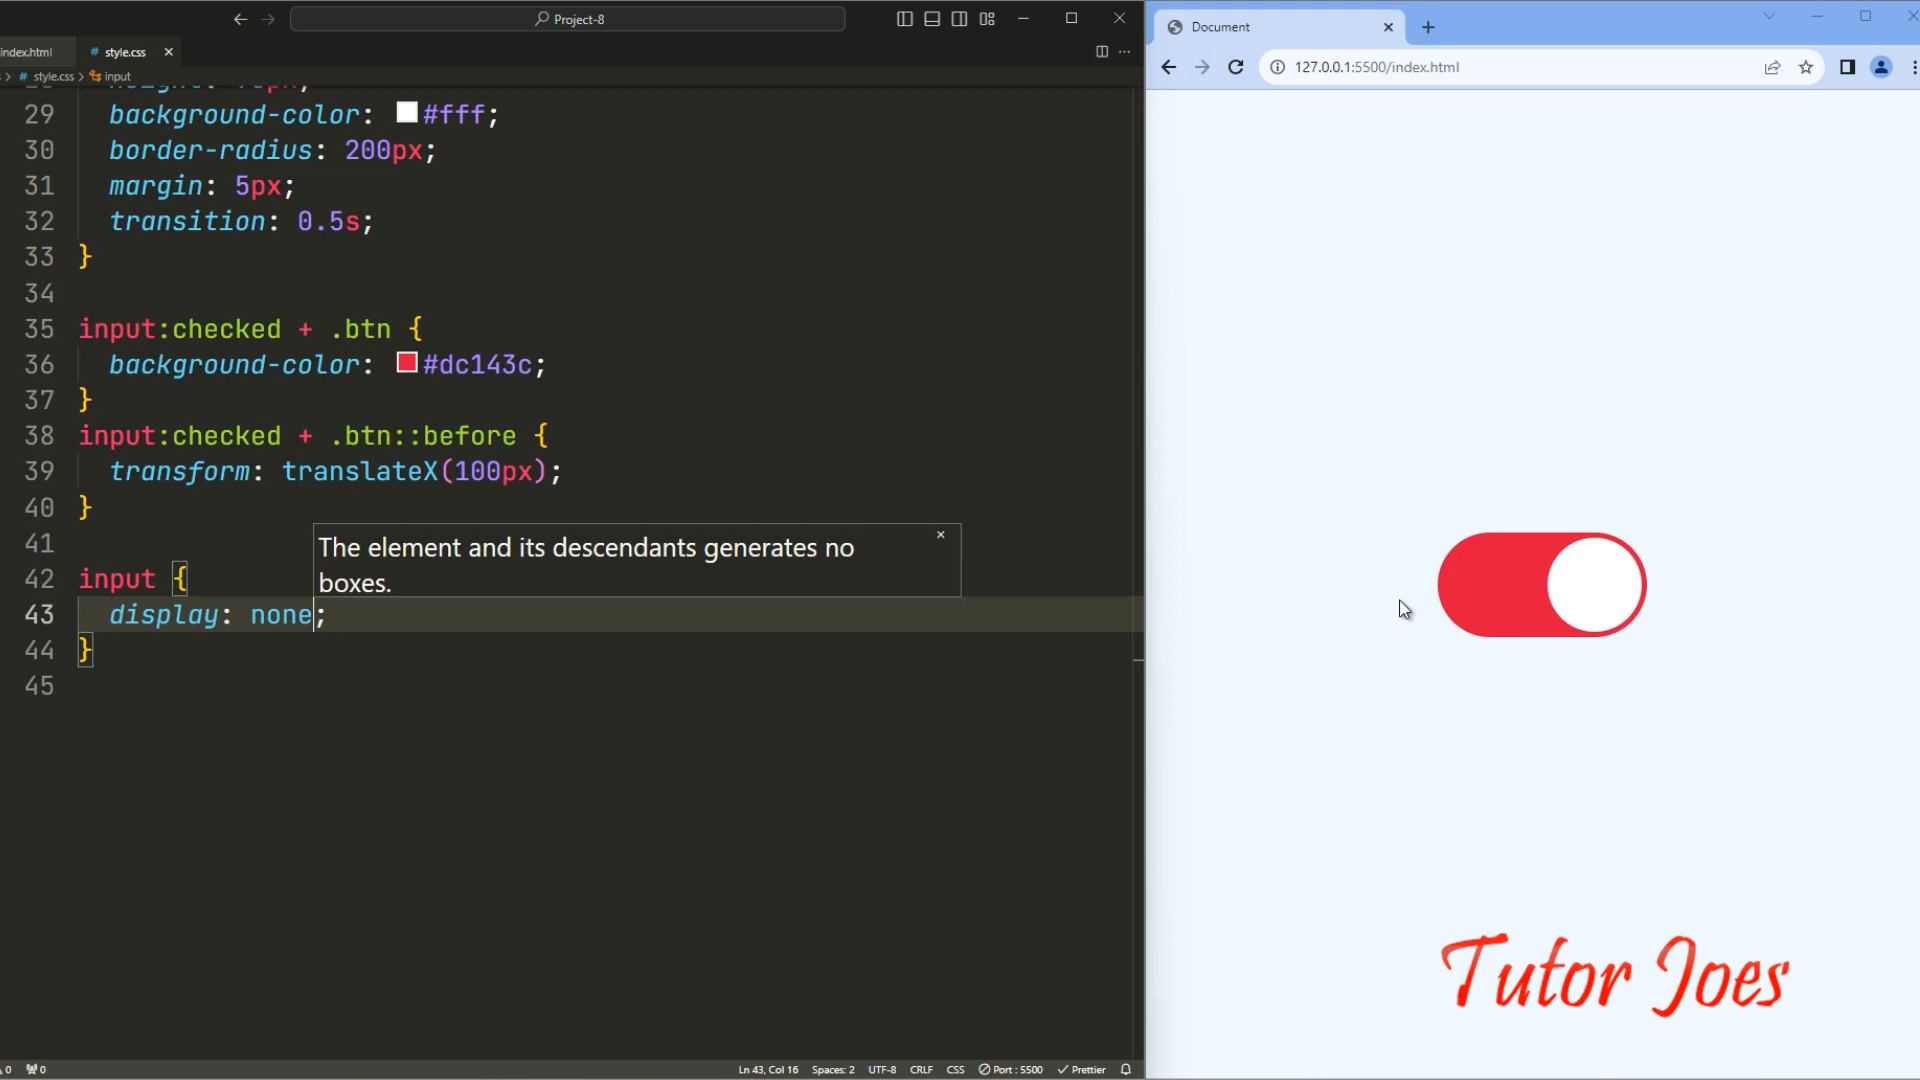 Project-8
index.html
# style.css
style.css > input
29 background-color: #fff;
30 border-radius: 200px;
31 margin: 5px;
32 transition: 0.5s;
33 }
34
35 input:checked + .btn {
36 background-color: #dc143c;
37 }
38 input:checked + .btn::before {
39 transform: translateX(100px);
40 }
41
The element and its descendants generates no
boxes.
42 input {
43 display: none;
44 }
45
0 0 Ln 43, Col 16 Spaces: 2 UTF-8 CRLF CSS Port : 5500 Prettier
Document
127.0.0.1:5500/index.html
Tutor Joes